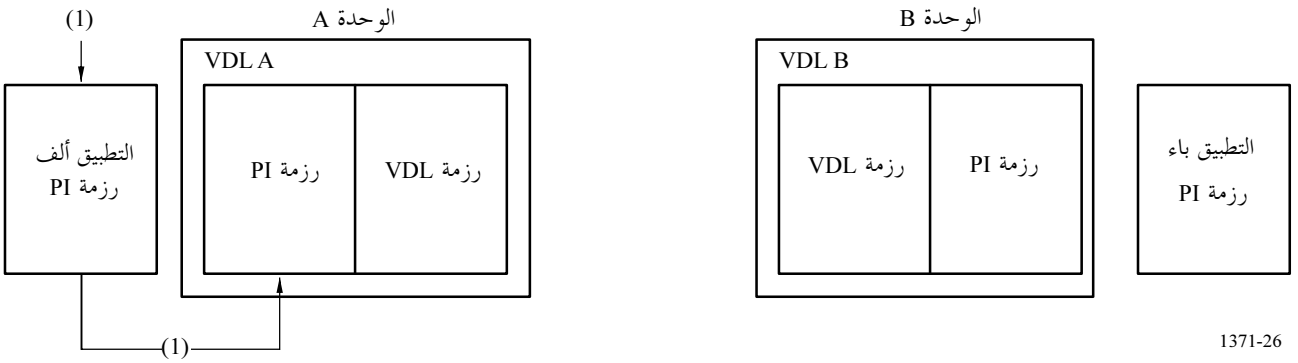 (1)
الوحدة A
الوحدة B
VDL A
VDL B
التطبيق ألف
رزمة PI
رزمة PI
رزمة VDL
رزمة VDL
رزمة PI
التطبيق باء
رزمة PI
(1)
1371-26